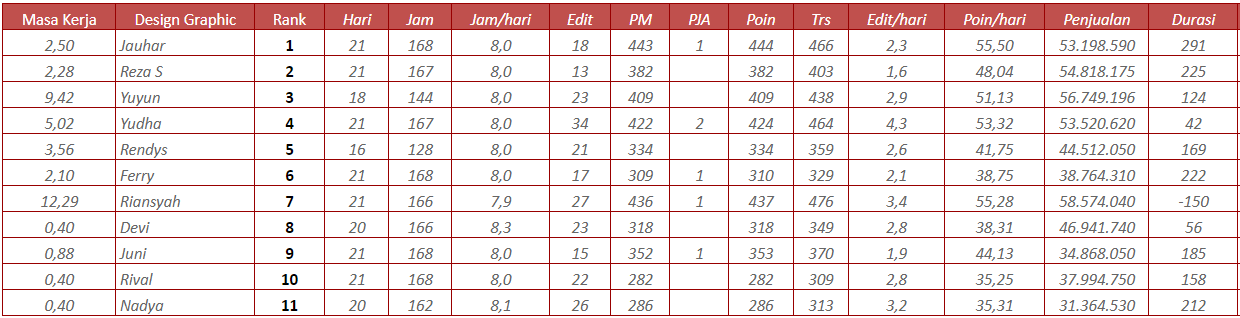 Masa Kerja Design Graphic Rank Hari Jam Jam/hari Edit PM PJA Poin Trs Edit/hari Poin/hari Penjualan Durasi
2,50 Jauhar 1 21 168 8,0 18 443 1 444 466 2,3 55,50 53.198.590 291
2,28 Reza S 2 21 167 8,0 13 382 382 403 1,6 48,04 54.818.175 225
9,42 Yuyun 3 18 144 8,0 23 409 409 438 2,9 51,13 56.749.196 124
5,02 Yudha 4 21 167 8,0 34 422 2 424 464 4,3 53,32 53.520.620 42
3,56 Rendys 5 16 128 8,0 21 334 334 359 2,6 41,75 44.512.050 169
2,10 Ferry 6 21 168 8,0 17 309 1 310 329 2,1 38,75 38.764.310 222
12,29 Riansyah 7 21 166 7,9 27 436 1 437 476 3,4 55,28 58.574.040 -150
0,40 Devi 8 20 166 8,3 23 318 318 349 2,8 38,31 46.941.740 56
0,88 Juni 9 21 168 8,0 15 352 1 353 370 1,9 44,13 34.868.050 185
0,40 Rival 10 21 168 8,0 22 282 282 309 2,8 35,25 37.994.750 158
0,40 Nadya 11 20 162 8,1 26 286 286 313 3,2 35,31 31.364.530 212